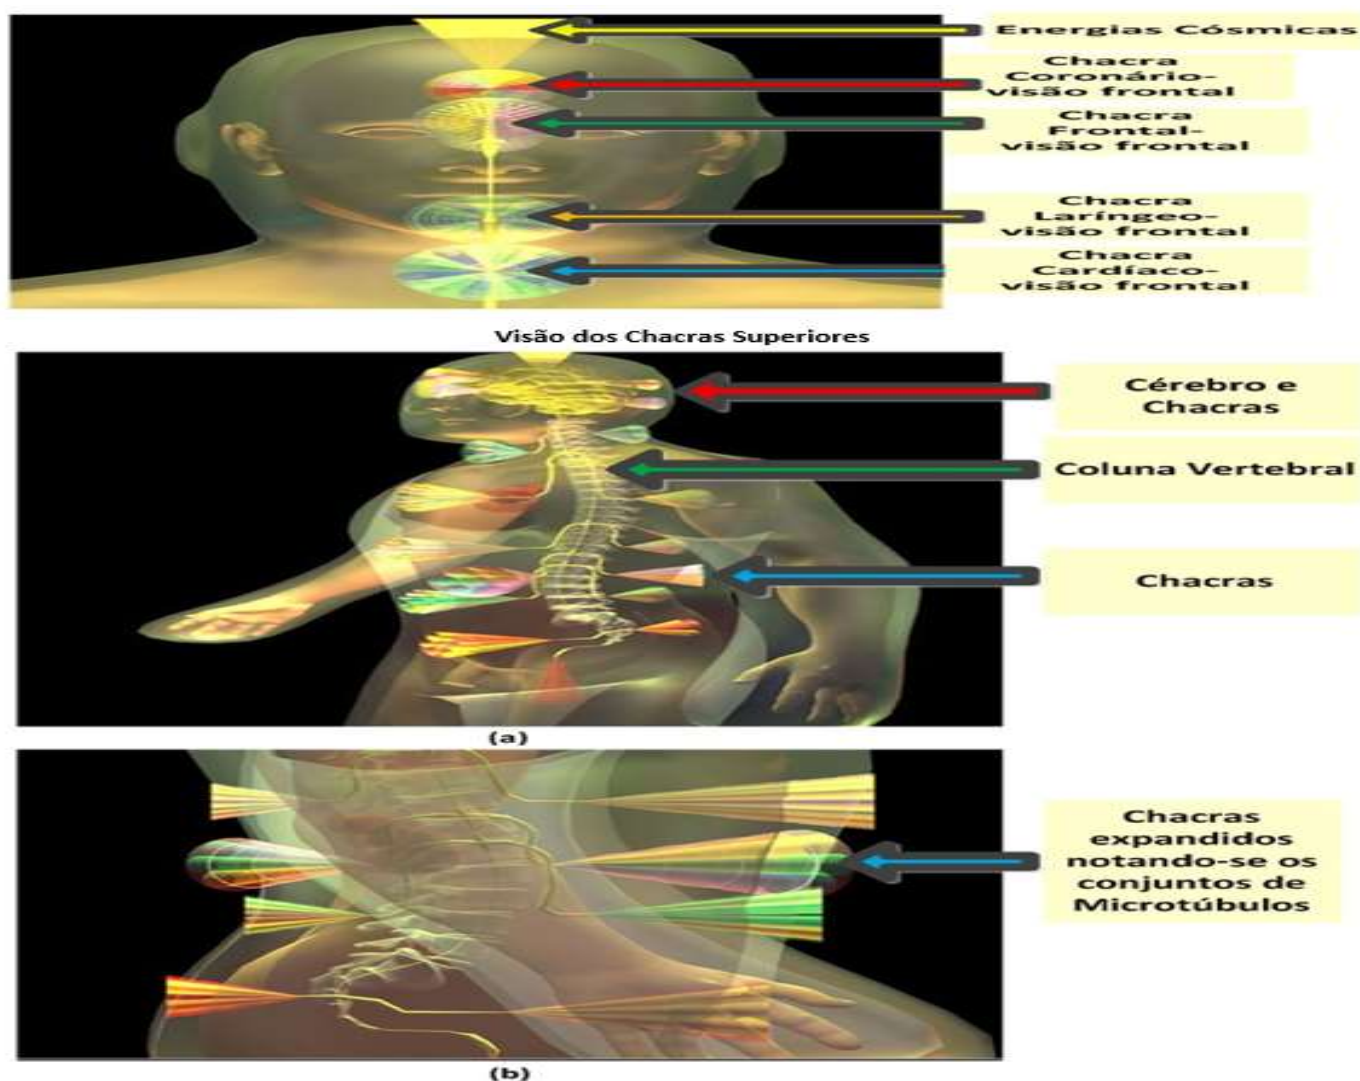 Energias Cósmicas
Chacra
Coronário-
visão frontal
Chacra
Frontal-
visão frontal
Chacra
Laríngeo-
visão frontal
Chacra
Cardíaco-
visão frontal
Visão dos Chacras Superiores
Cérebro e
Chacras
Coluna Vertebral
Chacras
(a)
Chacras
expandidos
notando-se os
conjuntos de
Microtúbulos
(b)